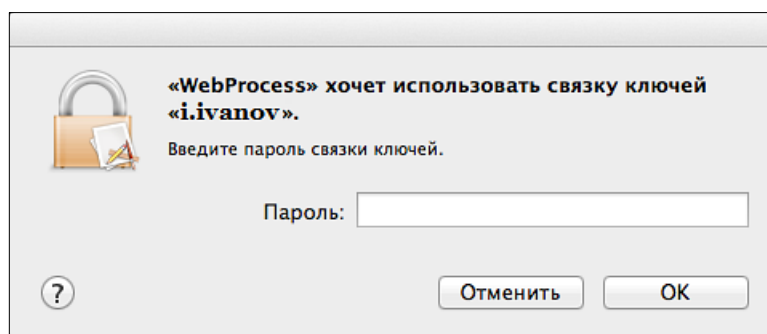 «WebProcess» хочет использовать связку ключей
«i.ivanov».
Введите пароль связки ключей.
Пароль:
?
Отменить
OK